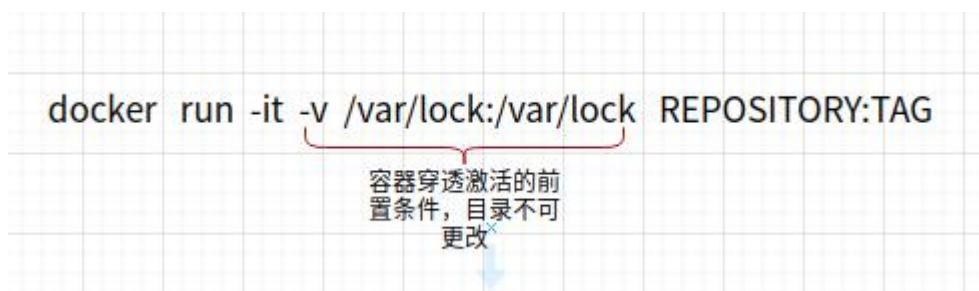 docker run -it -v /var/lock:/var/lock REPOSITORY:TAG
容器穿透激活的前
置条件，目录不可
更改